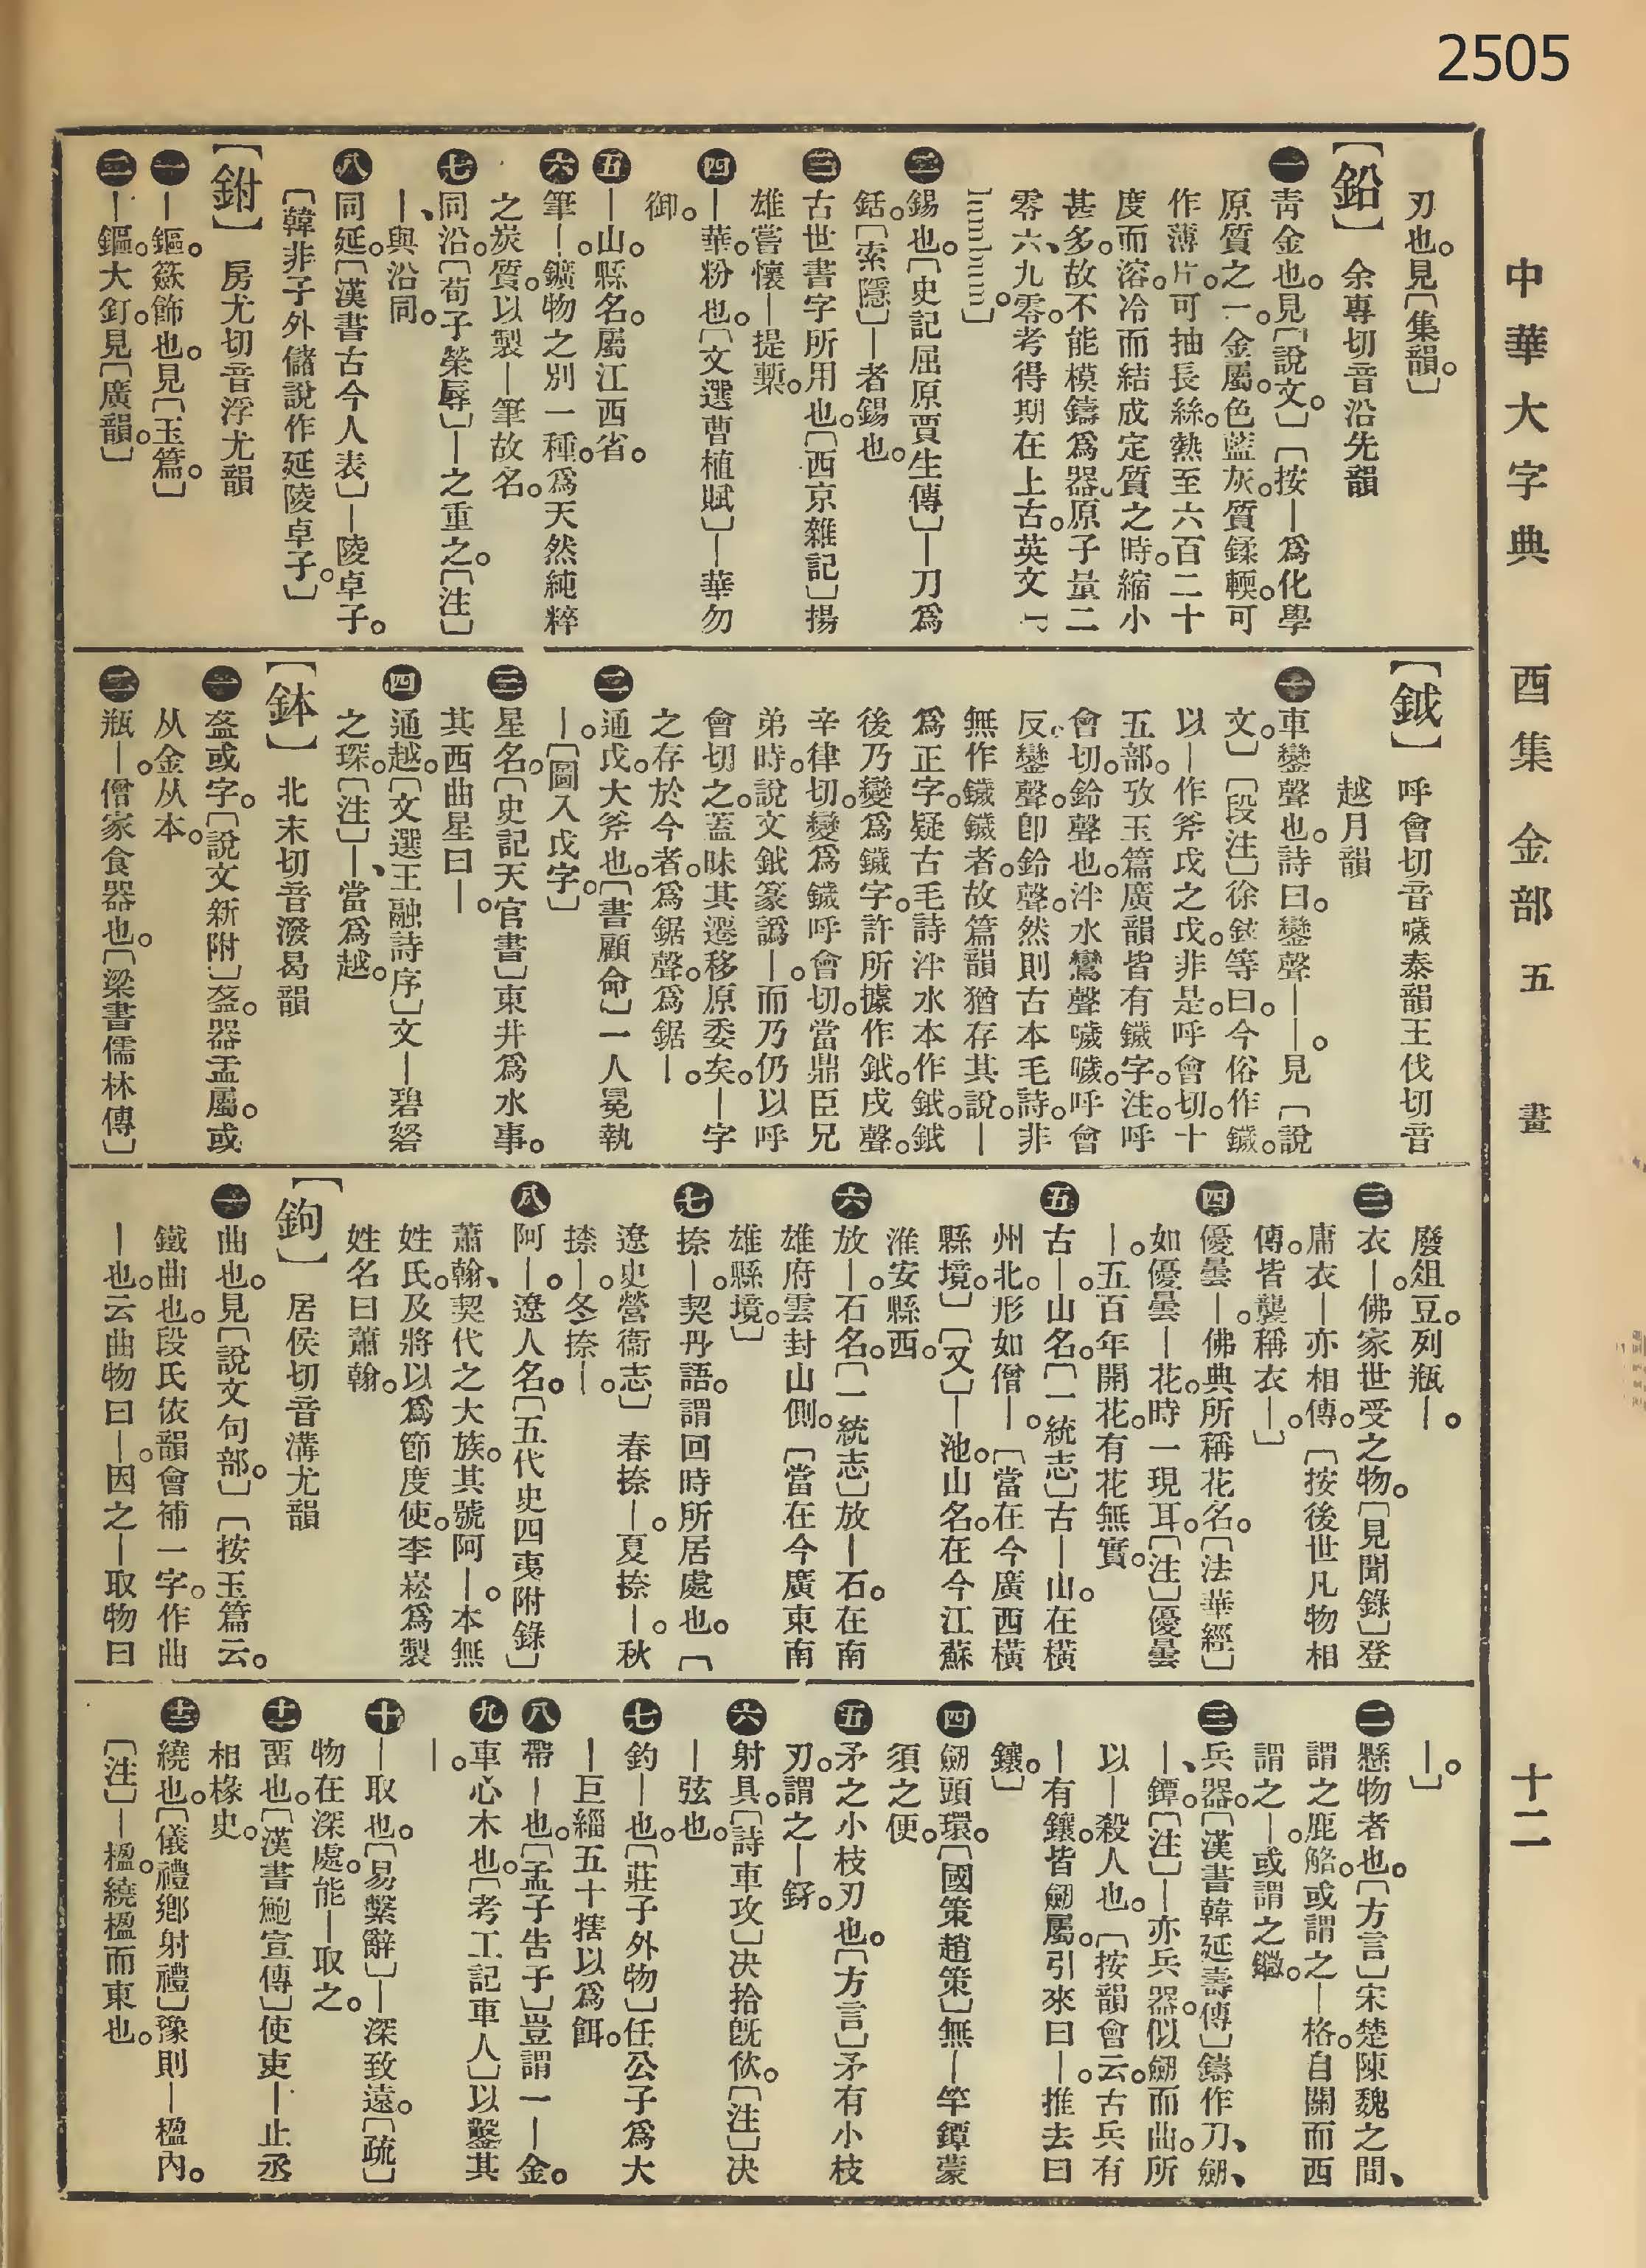 2505
中華大字典　酉集　金部　五畫　十二
刃也。見〔集韻。〕
【鉛】　余專切音沿先韻
㊀靑金也。見〔說文。〕〔按—爲化學
原質之一。金屬。色藍灰。質鍒輭。可
作薄片。可抽長絲。熱至六百二十
度而溶。冷而結成定質之時。縮小
甚多。故不能模鑄爲器。原子量二
零六、九零。考得期在上古。英文
lumbum〕
㊁錫也。〔史記屈原賈生傳〕—刀爲
銛。〔索隱〕—者錫也。
㊂古世書字所用也。〔西京雜記〕揚
雄嘗懷—提槧。
㊃—華。粉也。〔文選曹植賦〕—華勿
御。
㊄—山。縣名。屬江西省。
㊅筆—。鑛物之別一種。爲天然純粹
之炭質。以製—筆故名。
㊆同沿。〔荀子榮辱〕—之重之。〔注〕
—、與沿同。
㊇同延。〔漢書古今人表〕—陵卓子。
〔韓非子外儲說作延陵卓子。〕
【鉜】　房尤切音浮尤韻
㊀—鏂。籨飾也。見〔玉篇。〕
㊁—鏂。大釘。見〔廣韻。〕
【鉞】　呼會切音噦泰韻王伐切音
越月韻
㊀車鑾聲也。詩曰。鑾聲——。見〔說
文。〕〔段注〕徐鉉等曰。今俗作鐬。
以—作斧戉之戉。非是。呼會切。十
五部。攷玉篇廣韻皆有鐬字。注。呼
會切。鈴聲也。泮水鸞聲噦噦。呼會
反。鑾聲。卽鈴聲。然則古本毛詩。非
無作鐬鐬者。故篇韻猶存其說。—
爲正字。疑古毛詩泮水本作鉞鉞。
後乃變爲鐬字。許所據作鉞。戉聲。
辛律切。變爲鐬。呼會切。當鼎臣兄
弟時。說文鉞篆譌—。而乃仍以呼
會切之。蓋昧其遷移原委矣。—字
之存於今者。爲鋸聲。爲鋸—。
㊁通戉。大斧也。〔書顧命〕一人冕執
—。〔圖入戉字。〕
㊂星名。〔史記天官書〕東井爲水事。
其西曲星曰—。
㊃通越。〔文選王融詩序〕文—碧砮
之琛。〔注〕—、當爲越。
【鉢】　北末切音潑曷韻
㊀盔或字。〔說文新附〕盔。器盂屬。或
从金从本。
㊁瓶—。僧家食器也。〔梁書儒林傳〕
廢俎豆。列瓶—。
㊂衣—。佛家世受之物。〔見聞錄〕登
庸衣—亦相傳。〔按後世凡物相
傳。皆襲稱衣—。〕
㊃優曇—。佛典所稱花名。〔法華經〕
如優曇—花。時一現耳。〔注〕優曇
—。五百年開花。有花無實。
㊄古—。山名。〔一統志〕古—山。在橫
州北。形如僧—。〔當在今廣西橫
縣境。〕〔又〕—池。山名。在今江蘇
淮安縣西。
㊅放—。石名。〔一統志〕放—石。在南
雄府雲封山側。〔當在今廣東南
雄縣境。〕
㊆捺—。契丹語。謂回時所居處也。〔
遼史營衞志〕春捺—。夏捺—。秋
捺—。冬捺—。
㊇阿—。遼人名。〔五代史四夷附錄〕
蕭翰、契代之大族。其號阿—。本無
姓氏。及將以爲節度使。李崧爲製
姓名曰蕭翰。
【鉤】　居侯切音溝尤韻
㊀曲也。見〔說文句部。〕〔按玉篇云。
鐵曲也。段氏依韻會補一字。作曲
—也。云曲物曰—。因之—取物曰
—。〕
㊁懸物者也。〔方言〕宋楚陳魏之間、
謂之鹿觡。或謂之—格。自關而西
謂之—。或謂之鐖。
㊂兵器。〔漢書韓延壽傳〕鑄作刀、劒、
—、鐔。〔注〕—亦兵器。似劒而曲。所
以—殺人也。〔按韻會云。古兵有
—有鑲。皆劒屬。引來曰—。推去曰
鑲。〕
㊃劒頭環。〔國策趙策〕無—竿鐔蒙
須之便。
㊄矛之小枝刃也。〔方言〕矛有小枝
刃。謂之—釨。
㊅射具。〔詩車攻〕決拾旣佽。〔注〕決
—弦也。
㊆釣—也。〔莊子外物〕任公子爲大
—巨緇五十犗以爲餌。
㊇帶—也。〔孟子吿子〕豈謂一—金。
㊈車心木也。〔考工記車人〕以鑿其
—。
㊉—取也。〔易繫辭〕—深致遠。〔疏〕
物在深處。能—取之。
⑪畱也。〔漢書鮑宣傳〕使吏—止丞
相掾史。
⑫繞也。〔儀禮鄉射禮〕豫則—楹內。
〔注〕—楹。繞楹而東也。